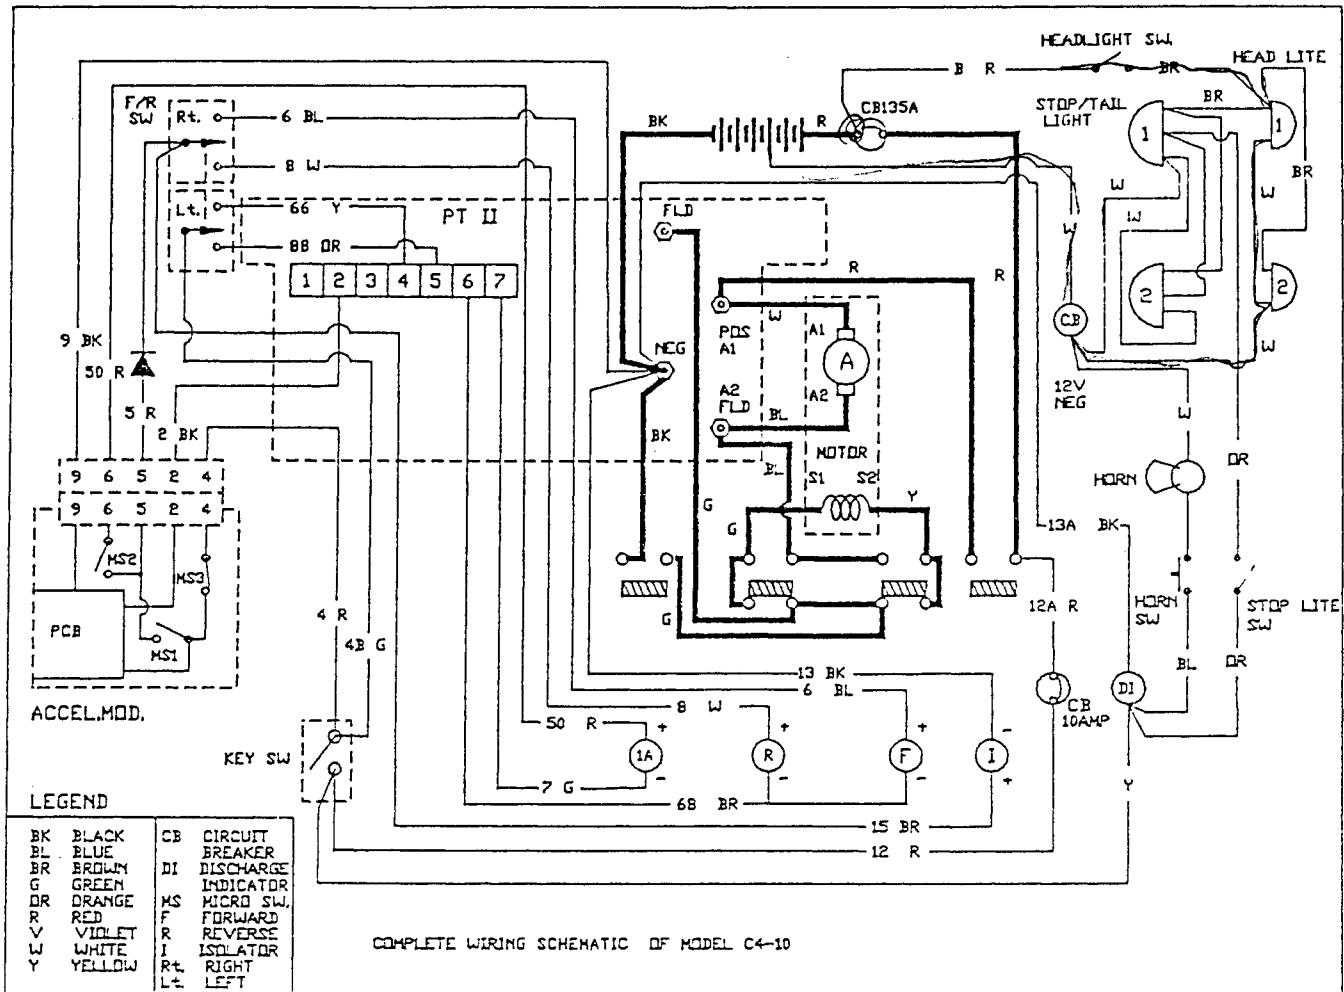 HEADLIGHT SW.
HEAD LITE
B R
BR
F/R
SW
Rt.
6 BL
BK
R
CB135A
STOP/TAIL
LIGHT
BR
1
1
8 W
BR
Lt.
66 Y
PT II
FLD
W
W
W
W
88 OR
R
R
1 2 3 4 5 6 7
2
2
W
A1
CB
POS
A1
9 BK
NEG
A
W
50 R
12V
NEG
A2
FLD
A2
5 R
BL
W
2 BK
BK
MOTOR
OR
BL
S1 S2
HORN
9 6 5 2 4
Y
9 6 5 2 4
G
G
13A BK
MS2
MS3
12A R
HORN
SW
STOP LITE
SW
PCB
4 R
G
MS1
4B G
BL
OR
13 BK
6 BL
DI
ACCEL.MOD.
8 W
CB
10AMP
50 R
+ + + -
KEY SW
1A
R
F
I
- - - +
7 G
Y
6B BR
LEGEND
15 BR
12 R
BK BLACK
BL BLUE
BR BROWN
G GREEN
OR ORANGE
R RED
V VIOLET
W WHITE
Y YELLOW
CB CIRCUIT
BREAKER
DI DISCHARGE
INDICATOR
MS MICRO SW.
F FORWARD
R REVERSE
I ISOLATOR
Rt. RIGHT
Lt LEFT
COMPLETE WIRING SCHEMATIC OF MODEL C4-10